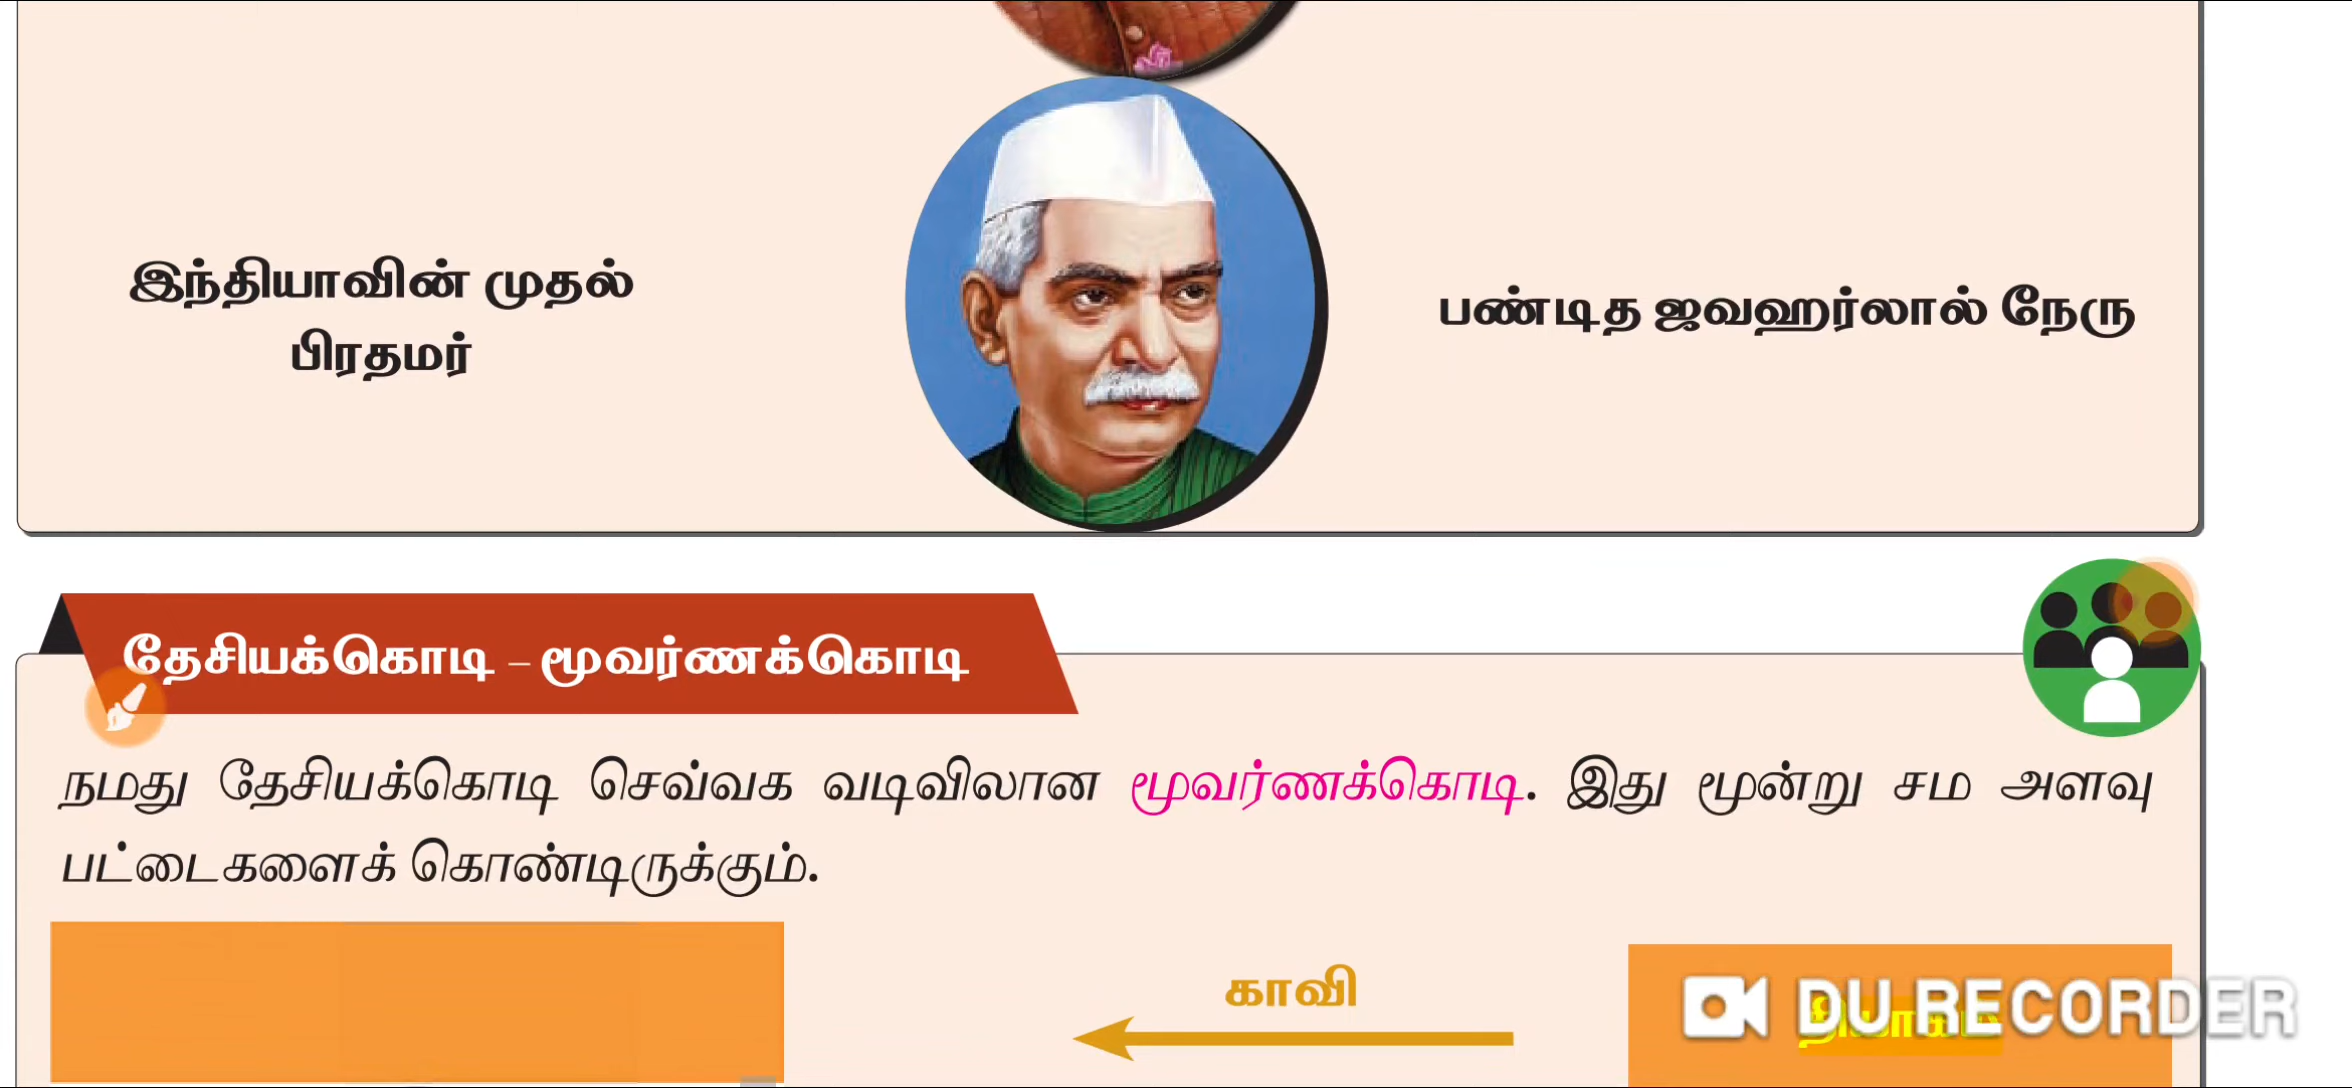 இந்தியாவின் முதல்
பிரதமர்
பண்டித ஜவஹர்லால் நேரு
தேசியக்கொடி – மூவர்ணக்கொடி
நமது தேசியக்கொடி செவ்வக வடிவிலான மூவர்ணக்கொடி. இது மூன்று சம அளவு
பட்டைகளைக் கொண்டிருக்கும்.
காவி
DU RECORDER